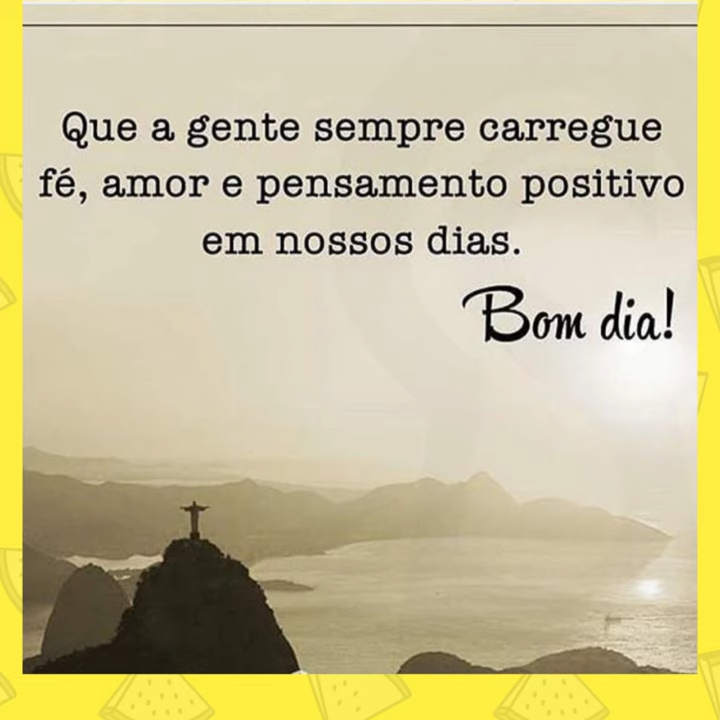 Que a gente sempre carregue
fé, amor e pensamento positivo
em nossos dias.
Bom dia!